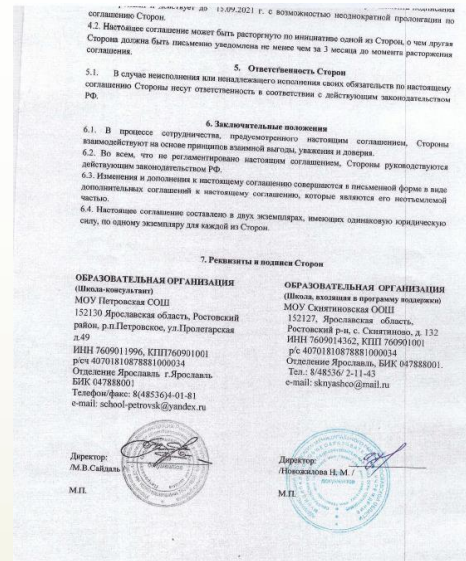 действует до 15.09.2021 г. с возможностью неоднократной пролонгации по
соглашению Сторон.
4.2. Настоящее соглашение может быть расторгнуто по инициативе одной из Сторон, о чем другая
Сторона должна быть письменно уведомлена не менее чем за 3 месяца до момента расторжения
соглашения.
5. Ответственность Сторон
5.1. В случае неисполнения или ненадлежащего исполнения своих обязательств по настоящему
соглашению Стороны несут ответственность в соответствии с действующим законодательством
РФ.
6. Заключительные положения
6.1. В процессе сотрудничества, предусмотренного настоящим соглашением, Стороны
взаимодействуют на основе принципов взаимной выгоды, уважения и доверия.
6.2. Во всем, что не регламентировано настоящим соглашением, Стороны руководствуются
действующим законодательством РФ.
6.3. Изменения и дополнения к настоящему соглашению совершаются в письменной форме в виде
дополнительных соглашений к настоящему соглашению, которые являются его неотъемлемой
частью.
6.4. Настоящее соглашение составлено в двух экземплярах, имеющих одинаковую юридическую
силу, по одному экземпляру для каждой из Сторон.
7. Реквизиты и подписи Сторон
ОБРАЗОВАТЕЛЬНАЯ ОРГАНИЗАЦИЯ
(Школа-консультант)
МОУ Петровская СОШ
152130 Ярославская область, Ростовский
район, р.п.Петровское, ул.Пролетарская
д.49
ИНН 7609011996, КПП760901001
р/сч 40701810878881000034
Отделение Ярославль г.Ярославль
БИК 047888001
Телефон/факс: 8(48536)4-01-81
e-mail: school-petrovsk@yandex.ru
Директор:
/М.В.Сайдаль
М.П.
ОБРАЗОВАТЕЛЬНАЯ ОРГАНИЗАЦИЯ
(Школа, входящая в программу поддержки)
МОУ Скнятиновская ООШ
152127, Ярославская область,
Ростовский р-н, с. Скнятиново, д. 132
ИНН 7609014362, КПП 760901001
р/с 40701810878881000034
Отделение Ярославль, БИК 047888001.
Тел.: 8/48536/ 2-11-43
e-mail: sknyashco@mail.ru
Директор:
/Новожилова Н. М. /
М.П.